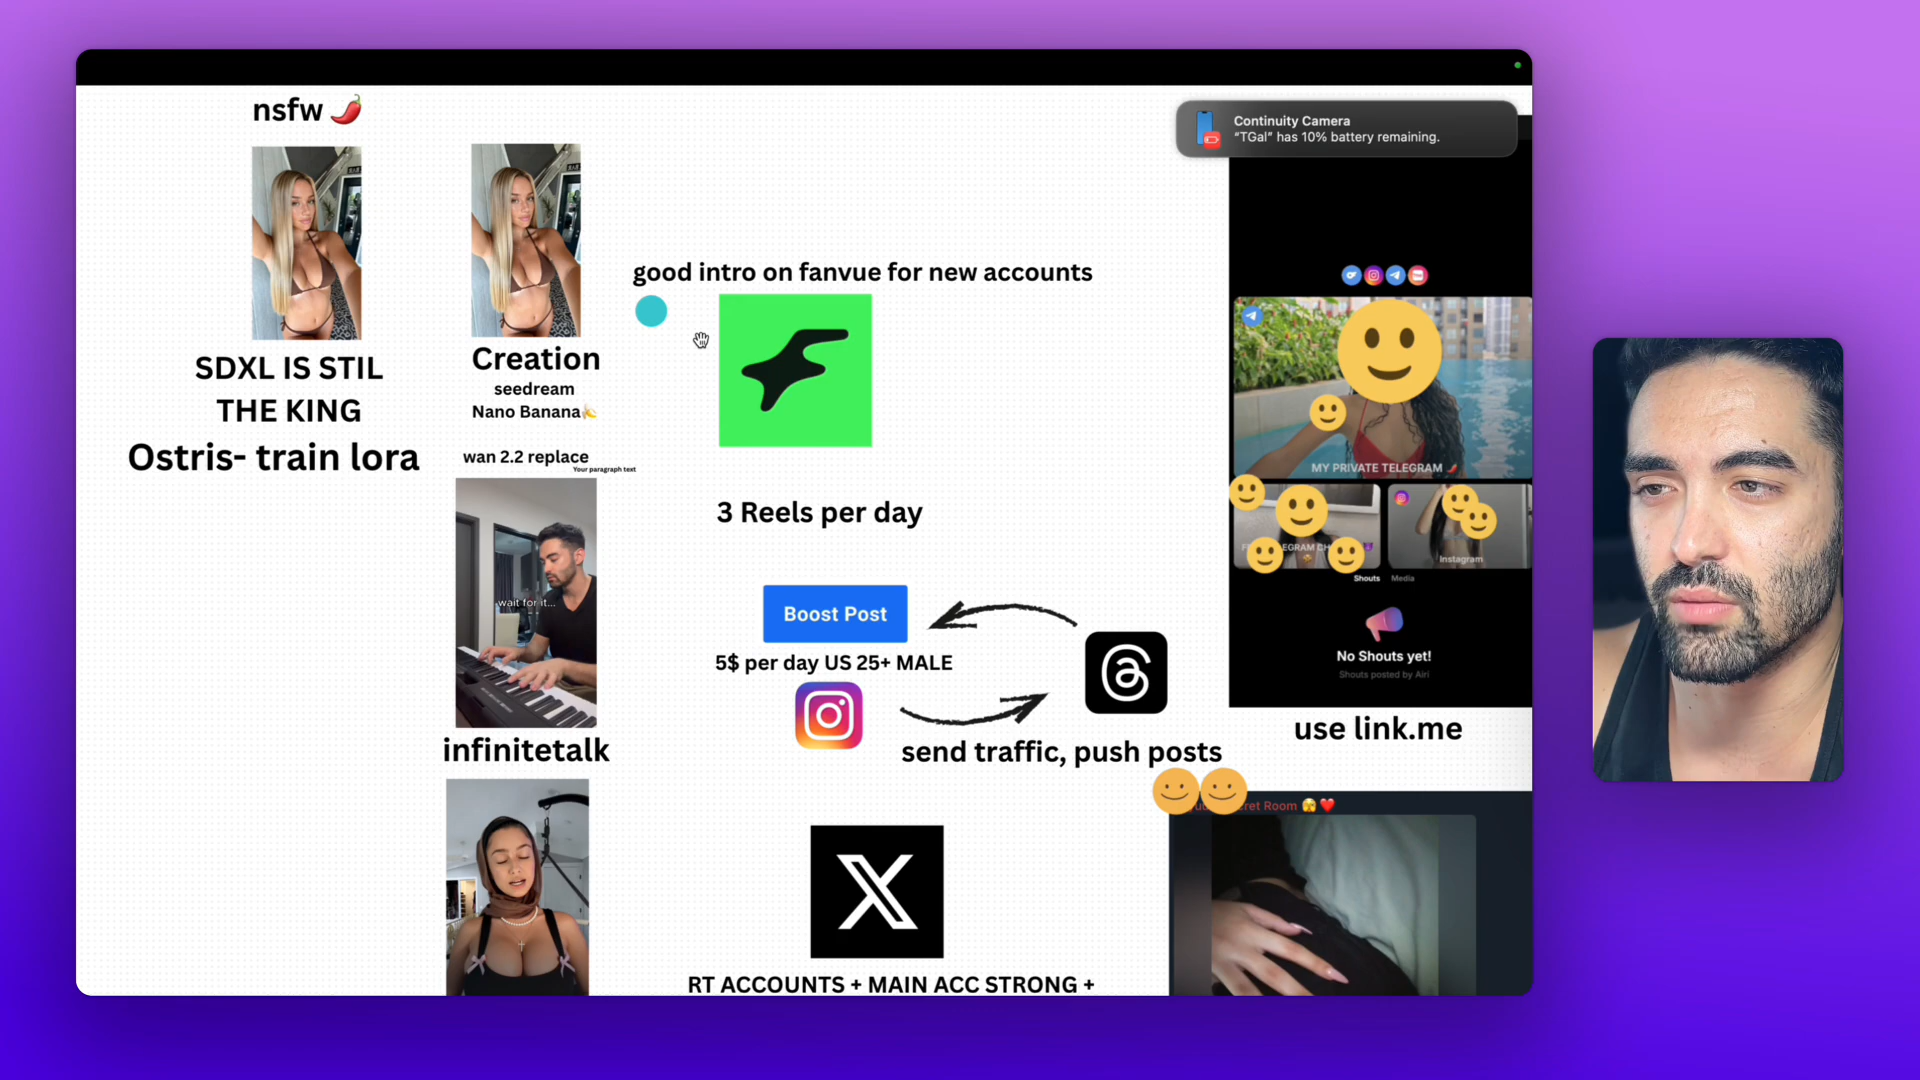 nsfw 🌶️
SDXL IS STIL
THE KING
Ostris- train lora
Creation
seedream
Nano Banana🍌
wan 2.2 replace
Your paragraph text
wait for it...
infinitetalk
good intro on fanvue for new accounts
3 Reels per day
Boost Post
5$ per day US 25+ MALE
send traffic, push posts
RT ACCOUNTS + MAIN ACC STRONG +
Continuity Camera
“TGal” has 10% battery remaining.
MY PRIVATE TELEGRAM 🌶️
Instagram
Shouts Media
No Shouts yet!
Shouts posted by Airi
use link.me
Room 🫣❤️